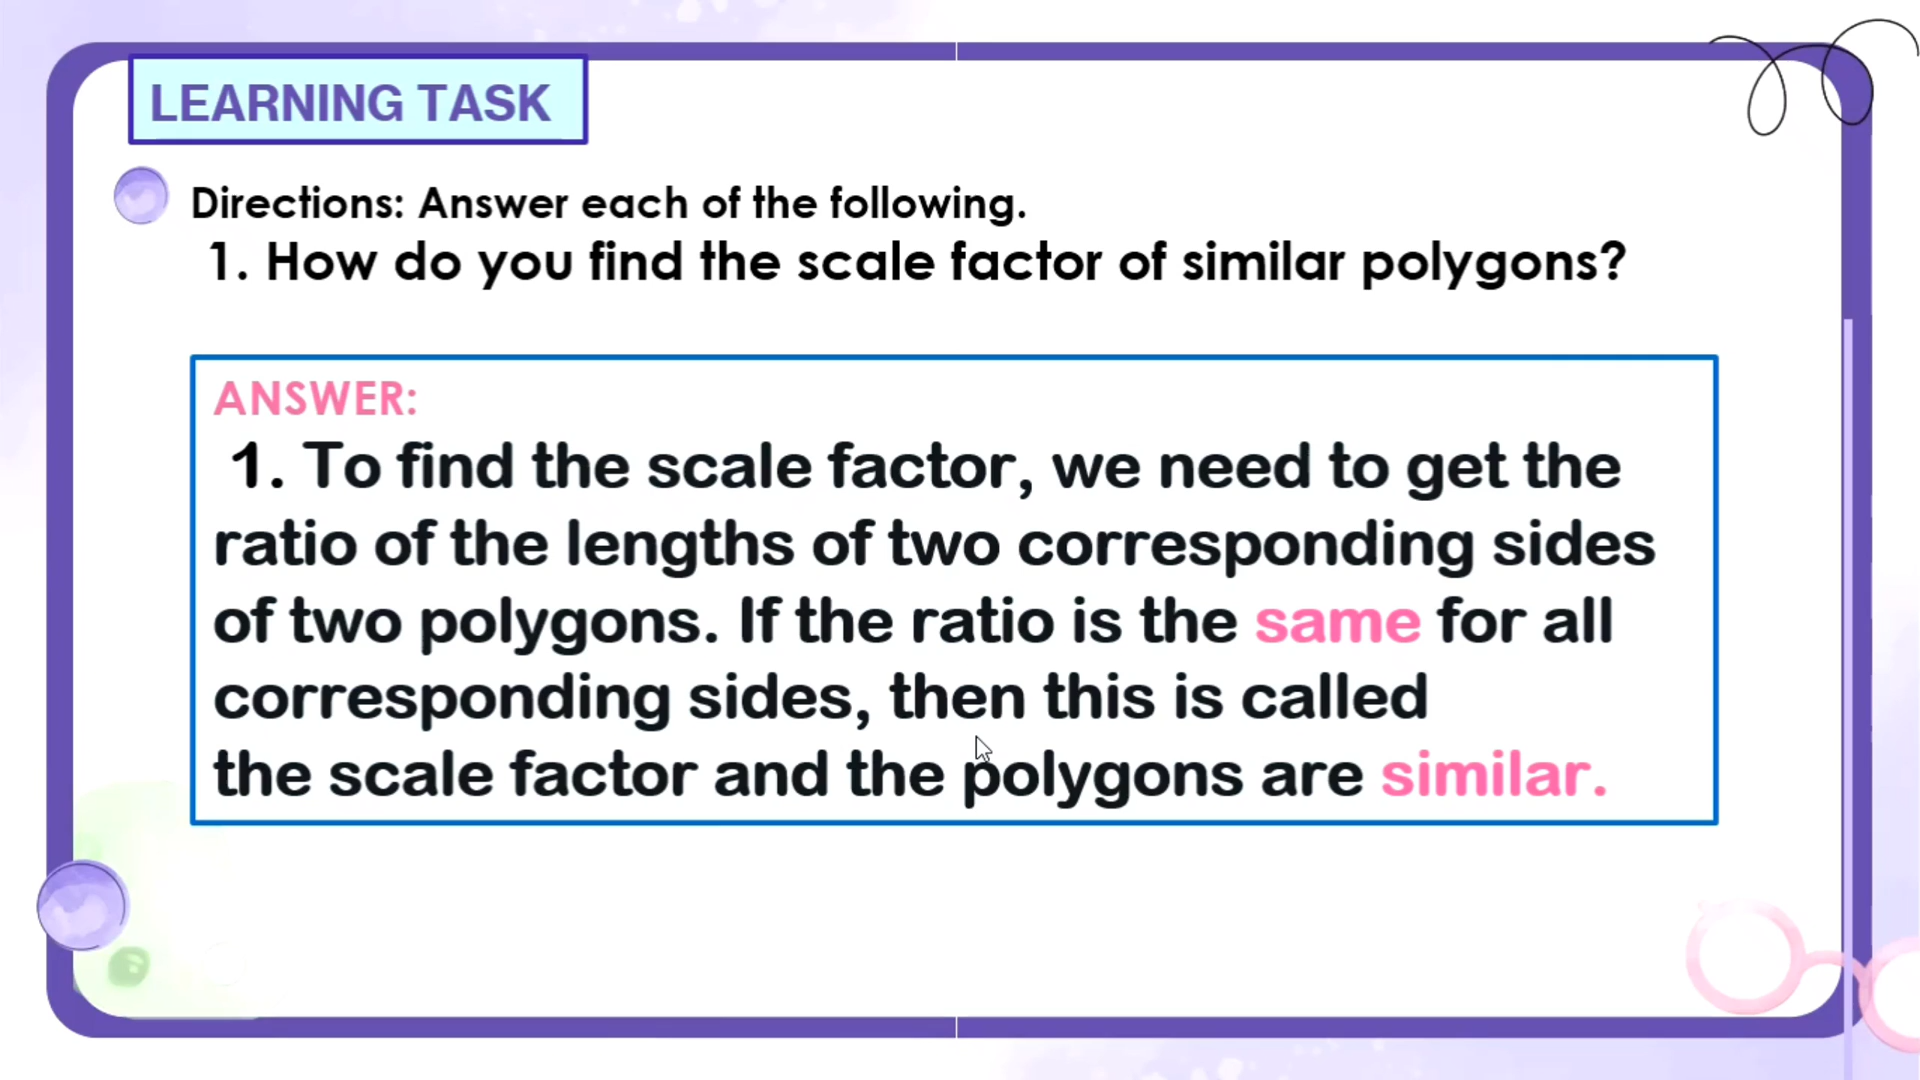 LEARNING TASK
Directions: Answer each of the following.
1. How do you find the scale factor of similar polygons?
ANSWER:
1. To find the scale factor, we need to get the
ratio of the lengths of two corresponding sides
of two polygons. If the ratio is the same for all
corresponding sides, then this is called
the scale factor and the polygons are similar.